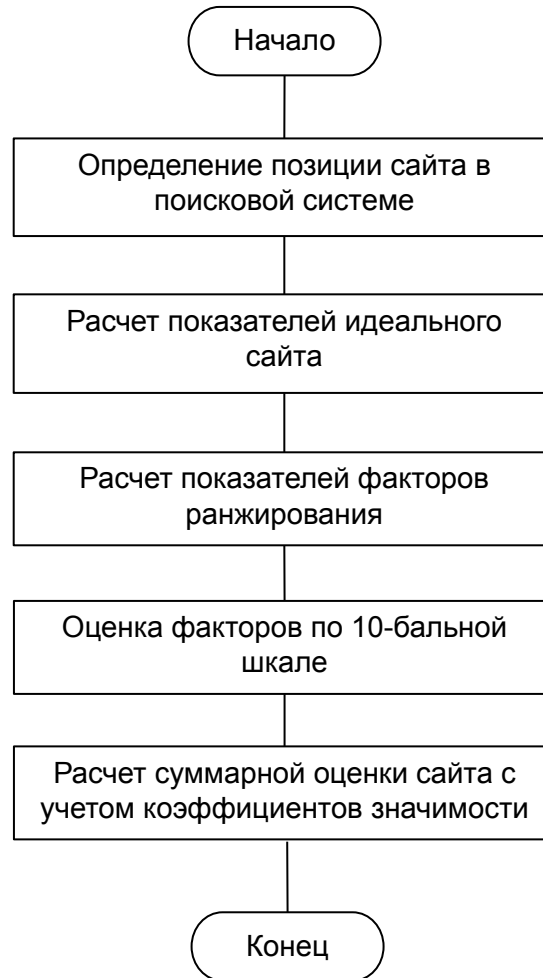 Начало
Определение позиции сайта в
поисковой системе
Расчет показателей идеального
сайта
Расчет показателей факторов
ранжирования
Оценка факторов по 10-бальной
шкале
Расчет суммарной оценки сайта с
учетом коэффициентов значимости
Конец